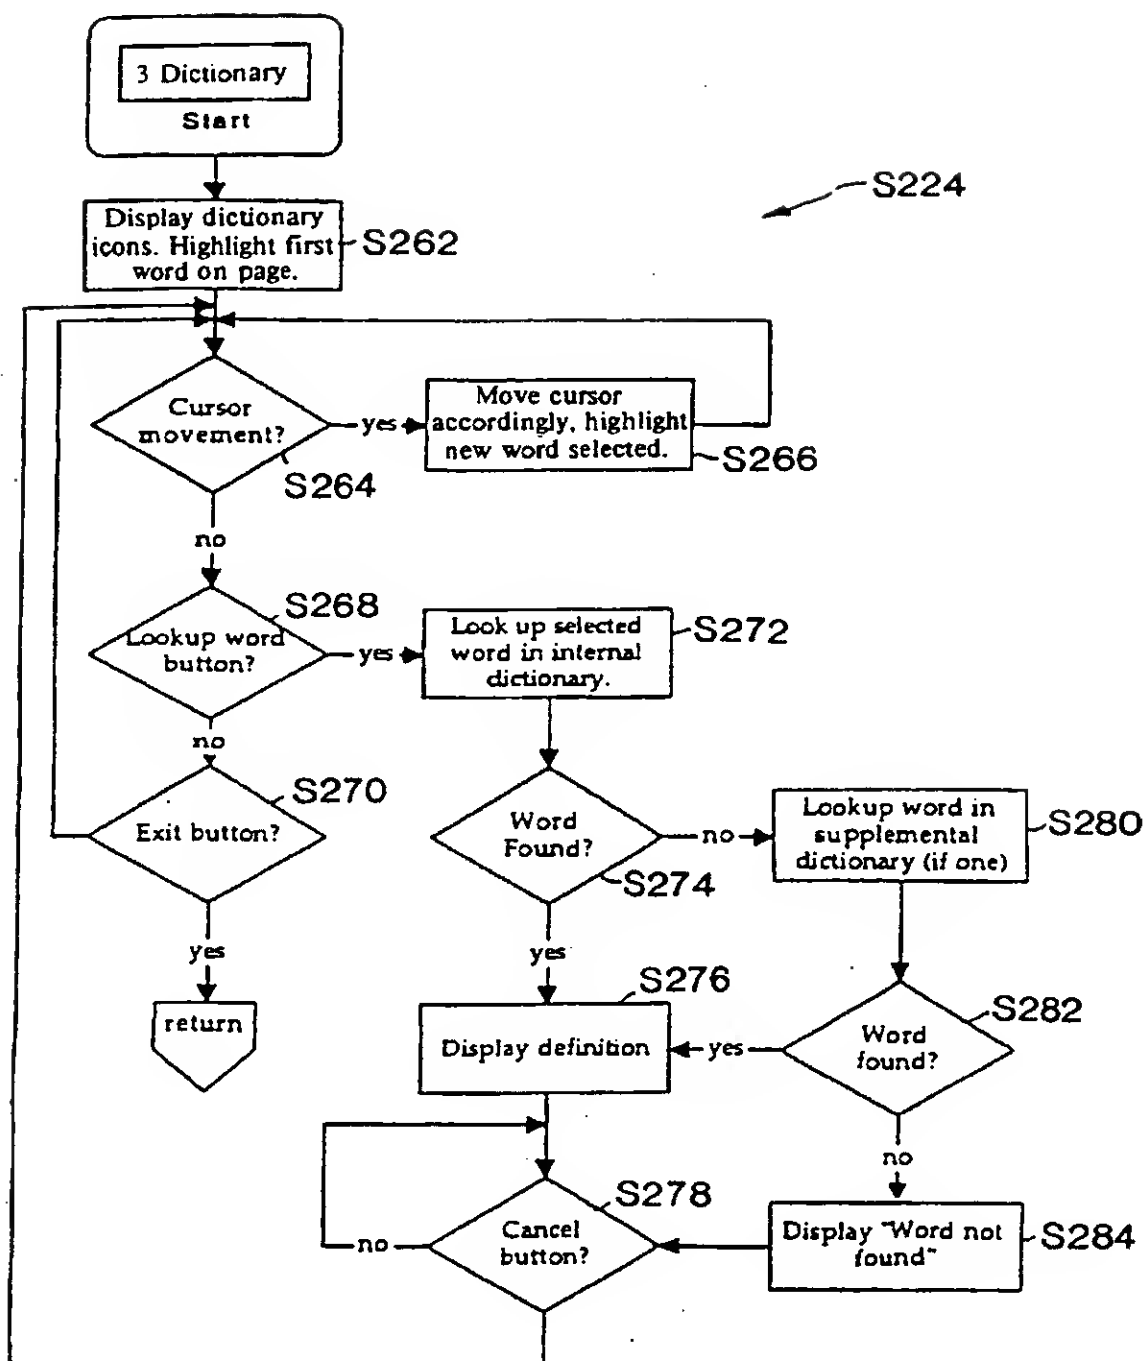 3 Dictionary
Start
S224
Display dictionary
icons. Highlight first
word on page.
S262
Cursor
movement?
S264
yes
Move cursor
accordingly, highlight
new word selected.
S266
no
Lookup word
button?
S268
yes
Look up selected
word in internal
dictionary.
S272
no
Exit button?
S270
Word
Found?
S274
no
Lookup word in
supplemental
dictionary (if one)
S280
yes
return
yes
S276
Display definition
yes
Word
found?
S282
no
Cancel
button?
S278
no
Display "Word not
found"
S284